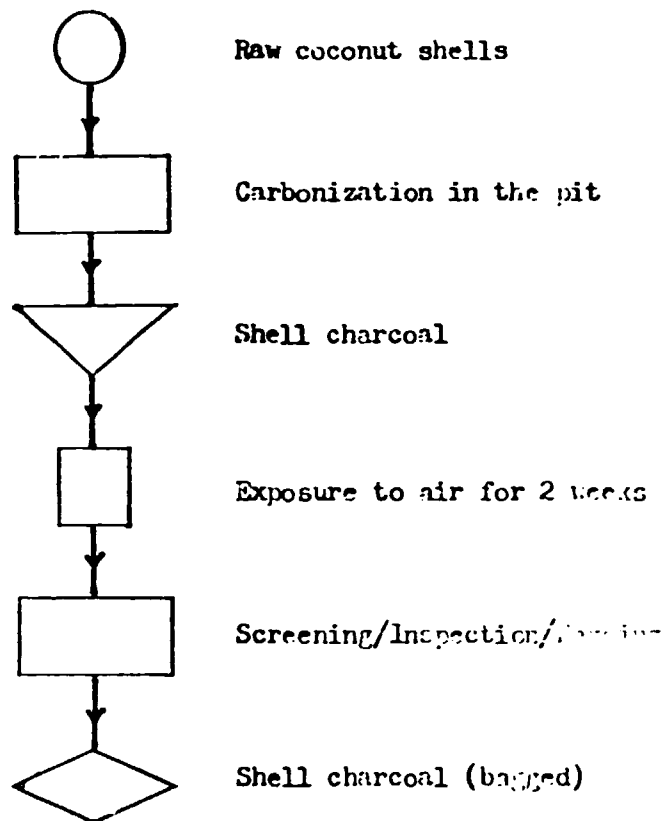 Raw coconut shells
Carbonization in the pit
Shell charcoal
Exposure to air for 2 weeks
Screening/Inspection/
Shell charcoal (bagged)